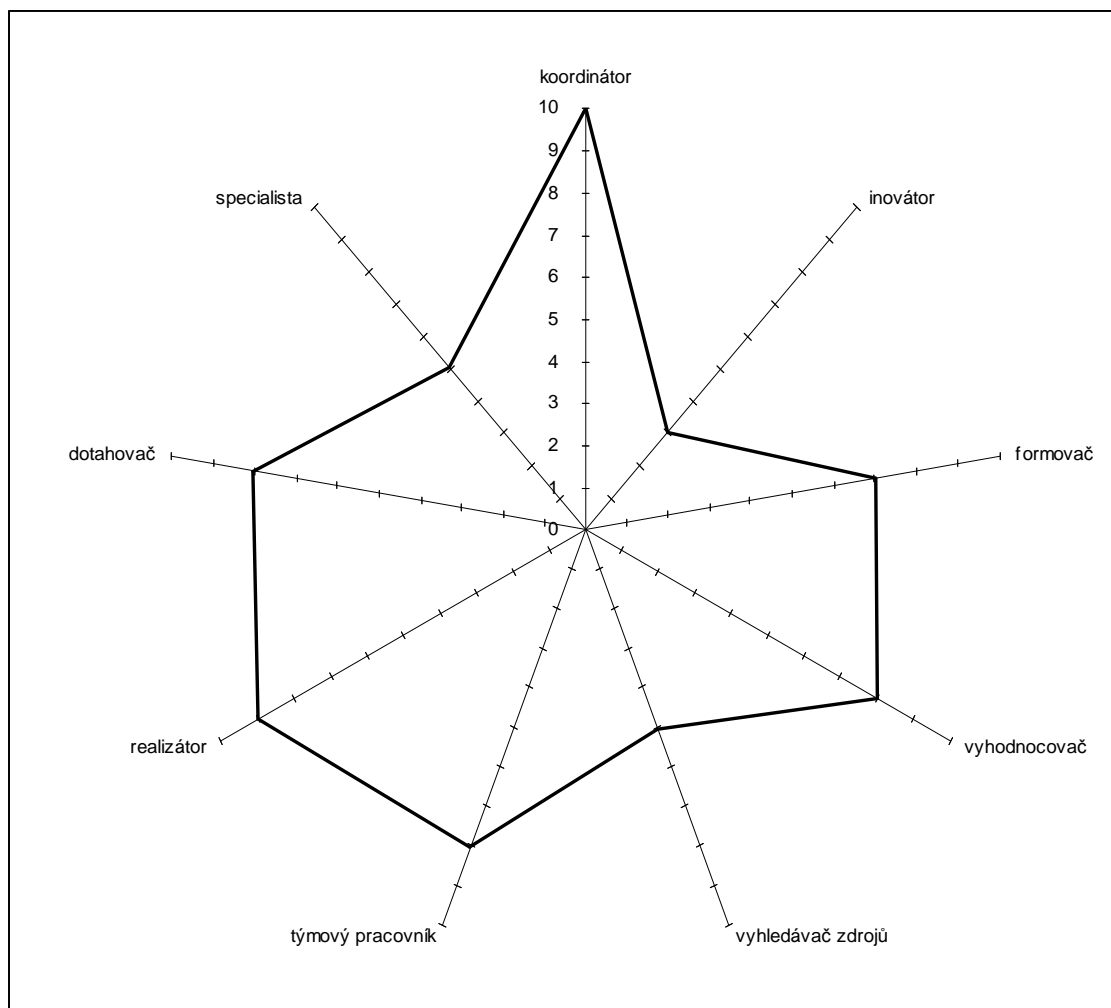 koordinátor
10
9
8
7
6
5
4
3
2
1
0
specialista
inovátor
dotahovač
formovač
realizátor
vyhodnocovač
týmový pracovník
vyhledávač zdrojů